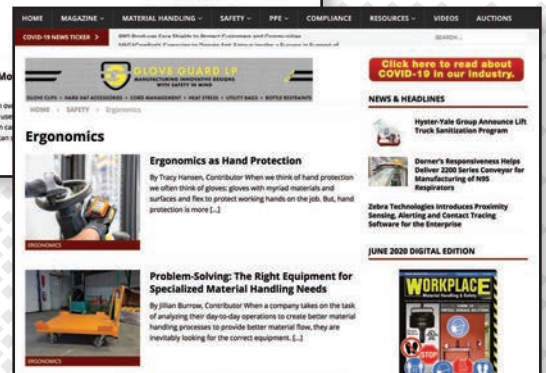 HOME MAGAZINE MATERIAL HANDLING SAFETY PPE COMPLIANCE RESOURCES VIDEOS AUCTIONS
COVID-19 NEWS TICKER
SEARCH...
GLOVE GUARD LP
MANUFACTURING INNOVATIVE DESIGNS
WITH SAFETY IN MIND
GLOVE CLIPS • HARD HAT ACCESSORIES • CORD MANAGEMENT • HEAT STRESS • UTILITY BAGS • BOTTLE RESTRAINTS
Click here to read about
COVID-19 in our industry.
HOME > SAFETY > Ergonomics
Ergonomics
Ergonomics as Hand Protection
By Tracy Hansen, Contributor When we think of hand protection
we often think of gloves; gloves with myriad materials and
surfaces and flex to protect working hands on the job. But, hand
protection is more [...]
ERGONOMICS
Problem-Solving: The Right Equipment for
Specialized Material Handling Needs
By Jillian Burrow, Contributor When a company takes on the task
of analyzing their day-to-day operations to create better material
handling processes to provide better material flow, they are
inevitably looking for the correct equipment. [...]
ERGONOMICS
NEWS & HEADLINES
Hyster-Yale Group Announce Lift
Truck Sanitization Program
Dorner's Responsiveness Helps
Deliver 2200 Series Conveyor for
Manufacturing of N95
Respirators
Zebra Technologies Introduces Proximity
Sensing, Alerting and Contact Tracing
Software for the Enterprise
JUNE 2020 DIGITAL EDITION
WORKPLACE
Material Handling & Safety
STOP